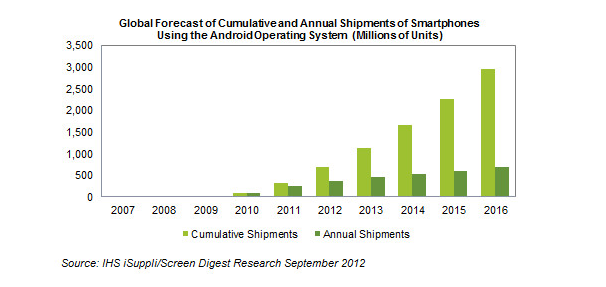 Global Forecast of Cumulative and Annual Shipments of Smartphones
Using the Android Operating System (Millions of Units)
3,500
3,000
2,500
2,000
1,500
1,000
500
0
2007 2008 2009 2010 2011 2012 2013 2014 2015 2016
Cumulative Shipments Annual Shipments
Source: IHS iSuppli/Screen Digest Research September 2012